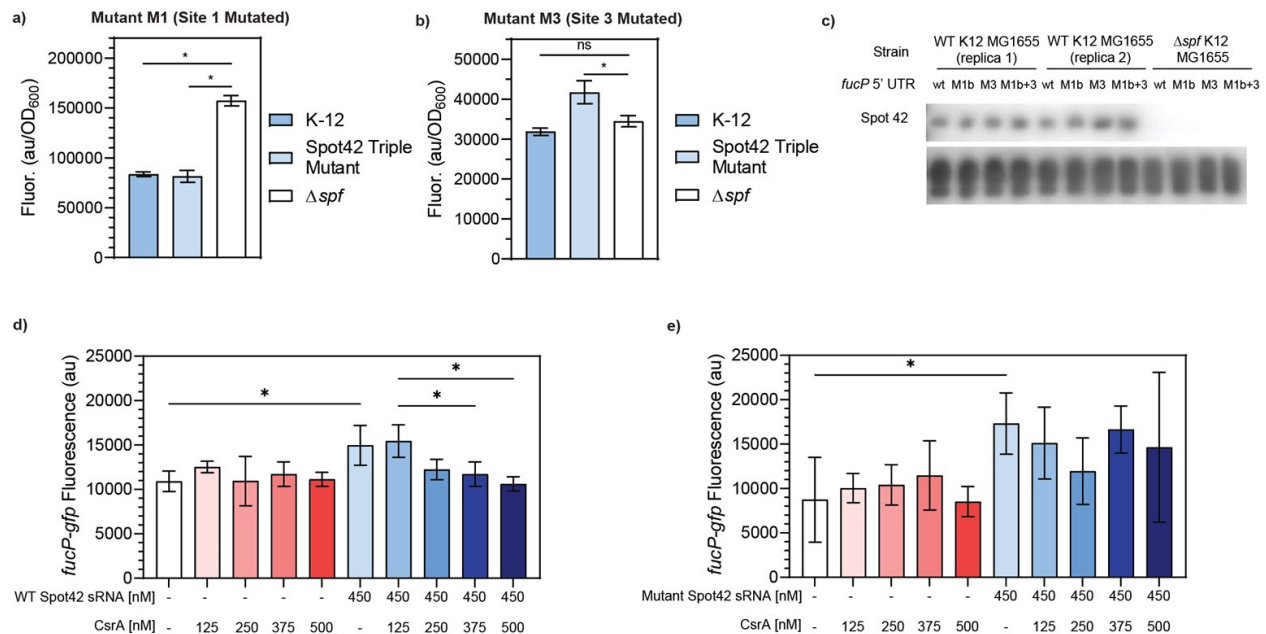 a)
Mutant M1 (Site 1 Mutated)
Fluor. (au/OD600)
200000
150000
100000
50000
0
*
*
K-12
Spot42 Triple
Mutant
Δspf
b)
Mutant M3 (Site 3 Mutated)
Fluor. (au/OD600)
50000
40000
30000
20000
10000
0
ns
*
K-12
Spot42 Triple
Mutant
Δspf
c)
Strain
WT K12 MG1655
(replica 1)
WT K12 MG1655
(replica 2)
Δspf K12
MG1655
fucP 5' UTR
wt M1b M3 M1b+3 wt M1b M3 M1b+3 wt M1b M3 M1b+3
Spot 42
d)
fucP-gfp Fluorescence (au)
25000
20000
15000
10000
5000
0
*
*
*
WT Spot42 sRNA [nM] - - - - - 450 450 450 450 450
CsrA [nM] - 125 250 375 500 - 125 250 375 500
e)
fucP-gfp Fluorescence (au)
25000
20000
15000
10000
5000
0
*
Mutant Spot42 sRNA [nM] - - - - - 450 450 450 450 450
CsrA [nM] - 125 250 375 500 - 125 250 375 500